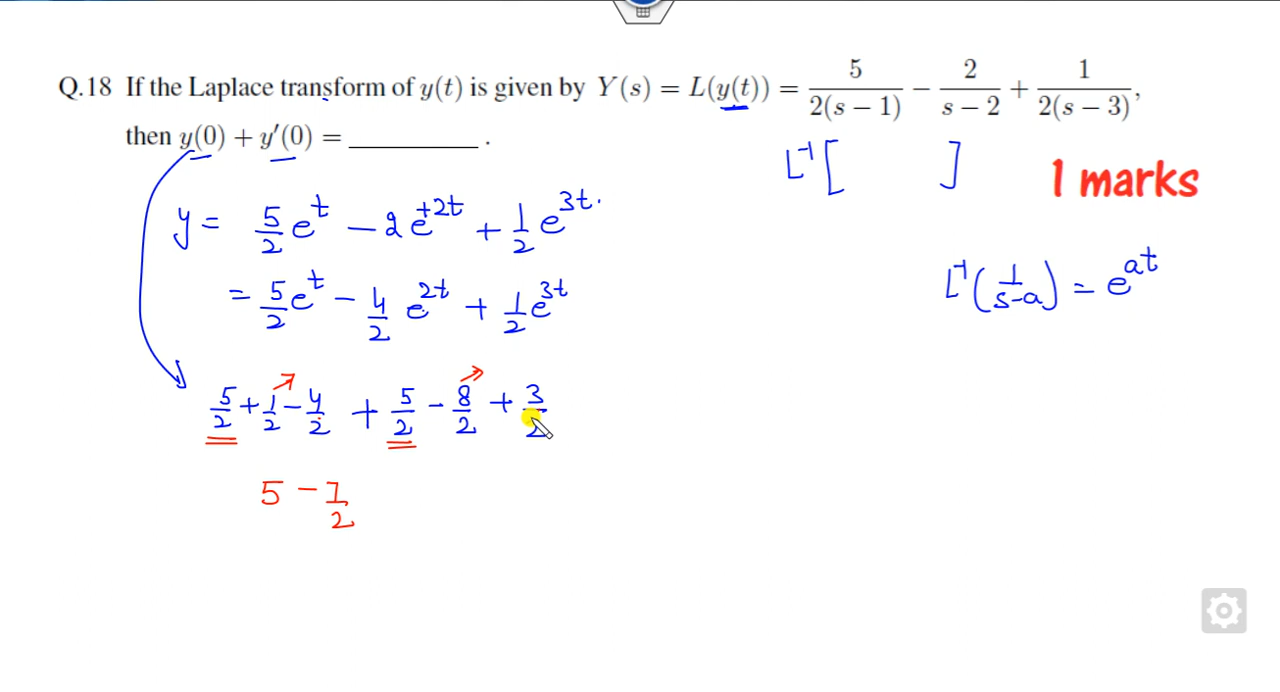 Q.18 If the Laplace transform of y(t) is given by Y(s) = L(y(t)) = 5/(2(s − 1)) − 2/(s − 2) + 1/(2(s − 3)),
then y(0) + y′(0) = ________ .
L⁻¹[ ]
1 marks
y = 5/2 e^t − 2e^+2t + 1/2 e^3t.
= 5/2 e^t − 4/2 e^2t + 1/2 e^3t
L⁻¹(1/(s-a)) = e^at
5/2 + 1/2 − 4/2 + 5/2 − 8/2 + 3/2
5 − 1/2